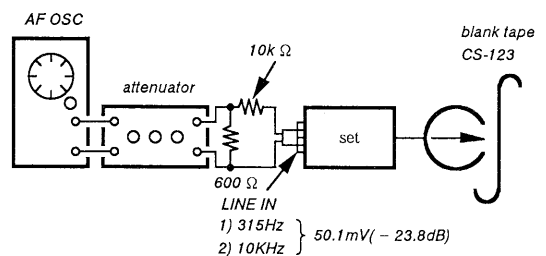 AF OSC
attenuator
10k Ω
600 Ω
set
LINE IN
1) 315Hz
2) 10KHz
50.1mV( − 23.8dB)
blank tape
CS-123